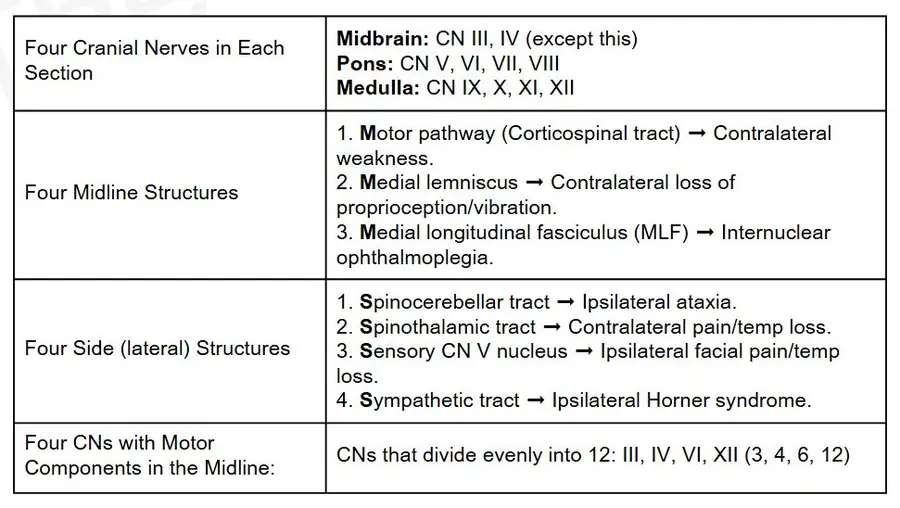 Four Cranial Nerves in Each
Section
Midbrain: CN III, IV (except this)
Pons: CN V, VI, VII, VIII
Medulla: CN IX, X, XI, XII
Four Midline Structures
1. Motor pathway (Corticospinal tract) ➞ Contralateral
weakness.
2. Medial lemniscus ➞ Contralateral loss of
proprioception/vibration.
3. Medial longitudinal fasciculus (MLF) ➞ Internuclear
ophthalmoplegia.
Four Side (lateral) Structures
1. Spinocerebellar tract ➞ Ipsilateral ataxia.
2. Spinothalamic tract ➞ Contralateral pain/temp loss.
3. Sensory CN V nucleus ➞ Ipsilateral facial pain/temp
loss.
4. Sympathetic tract ➞ Ipsilateral Horner syndrome.
Four CNs with Motor
Components in the Midline:
CNs that divide evenly into 12: III, IV, VI, XII (3, 4, 6, 12)